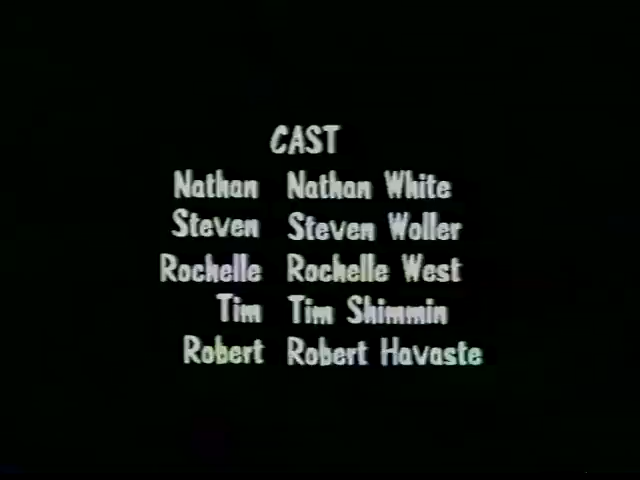 CAST
Nathan Nathan White
Steven Steven Woller
Rochelle Rochelle West
Tim Tim Shimmin
Robert Robert Havaste